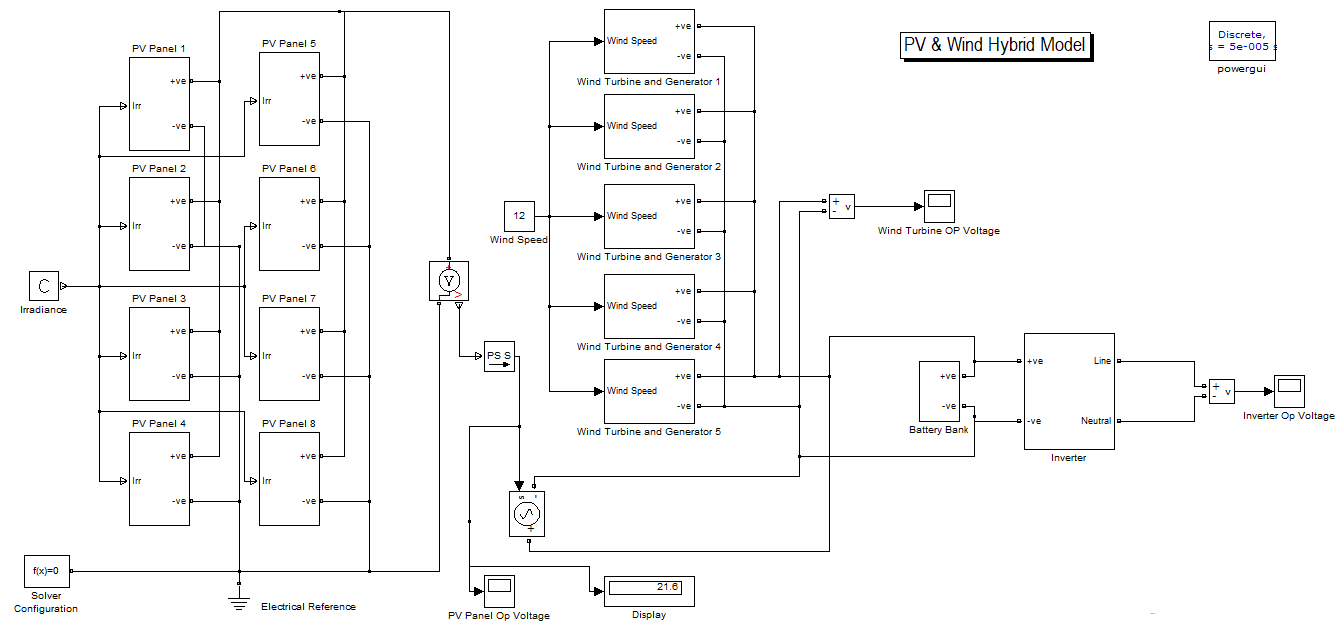 PV & Wind Hybrid Model
Discrete,
s = 5e-005 s
powergui
PV Panel 1
+ve
Irr
-ve
PV Panel 5
+ve
Irr
-ve
PV Panel 2
+ve
Irr
-ve
PV Panel 6
+ve
Irr
-ve
C
Irradiance
PV Panel 3
+ve
Irr
-ve
PV Panel 7
+ve
Irr
-ve
PV Panel 4
+ve
Irr
-ve
PV Panel 8
+ve
Irr
-ve
f(x)=0
Solver
Configuration
Electrical Reference
V
PS S
s
-
+
PV Panel Op Voltage
21.6
Display
12
Wind Speed
Wind Speed
+ve
-ve
Wind Turbine and Generator 1
Wind Speed
+ve
-ve
Wind Turbine and Generator 2
Wind Speed
+ve
-ve
Wind Turbine and Generator 3
Wind Speed
+ve
-ve
Wind Turbine and Generator 4
Wind Speed
+ve
-ve
Wind Turbine and Generator 5
+
-
v
Wind Turbine OP Voltage
+ve
-ve
Battery Bank
+ve
-ve
Line
Neutral
Inverter
+
-
v
Inverter Op Voltage